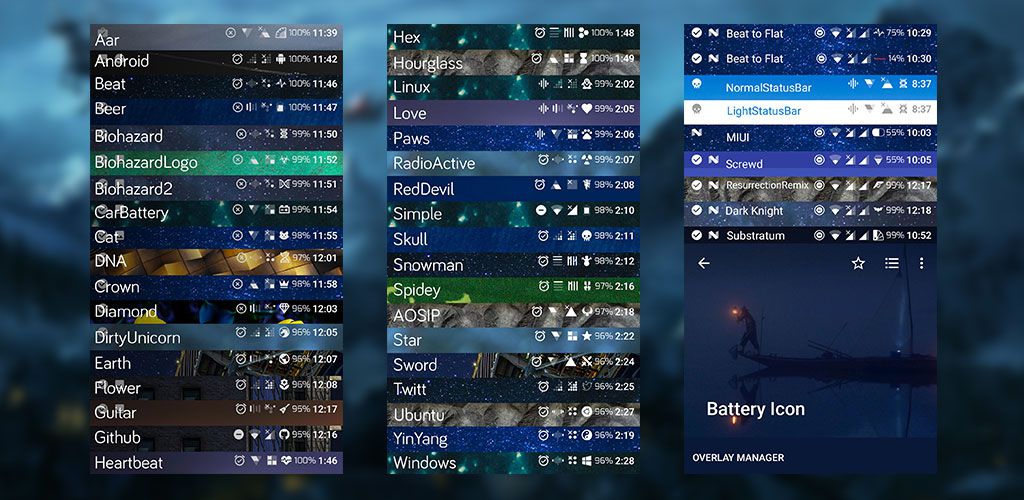 Aar 100% 11:39
Android 100% 11:42
Beat 100% 11:46
Beer 100% 11:47
Biohazard 99% 11:50
BiohazardLogo 99% 11:52
Biohazard2 99% 11:51
CarBattery 99% 11:54
Cat 98% 11:55
DNA 97% 12:01
Crown 98% 11:58
Diamond 96% 12:03
DirtyUnicorn 96% 12:05
Earth 96% 12:07
Flower 96% 12:08
Guitar 95% 12:17
Github 95% 12:16
Heartbeat 100% 1:46
Hex 100% 1:48
Hourglass 100% 1:49
Linux 99% 2:02
Love 99% 2:05
Paws 99% 2:06
RadioActive 99% 2:07
RedDevil 98% 2:08
Simple 98% 2:10
Skull 98% 2:11
Snowman 98% 2:12
Spidey 97% 2:16
AOSIP 97% 2:18
Star 96% 2:22
Sword 96% 2:24
Twitt 96% 2:25
Ubuntu 96% 2:27
YinYang 96% 2:19
Windows 96% 2:28
Beat to Flat 75% 10:29
Beat to Flat 14% 10:30
NormalStatusBar 8:37
LightStatusBar 8:37
MIUI 55% 10:03
Screwd 55% 10:05
ResurrectionRemix 99% 12:17
Dark Knight 99% 12:18
Substratum 99% 10:52
Battery Icon
OVERLAY MANAGER